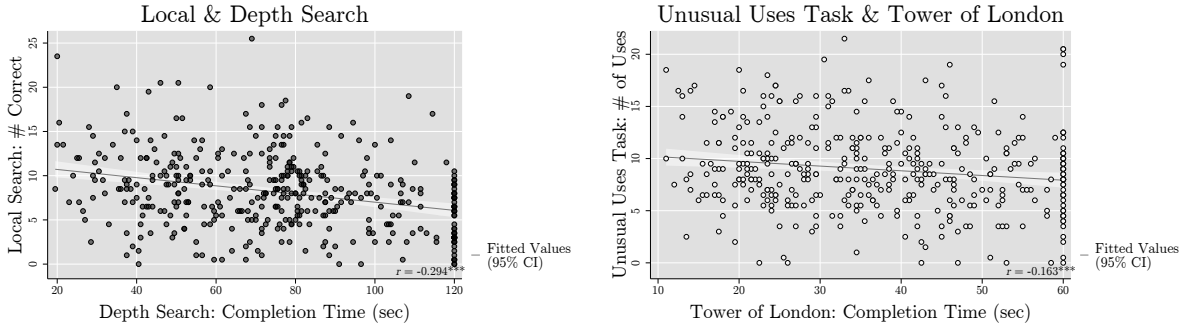 Local & Depth Search
Local Search: # Correct
25
20
15
10
5
0
r = -0.294***
20
40
60
80
100
120
Depth Search: Completion Time (sec)
Fitted Values
(95% CI)
Unusual Uses Task & Tower of London
Unusual Uses Task: # of Uses
20
15
10
5
0
r = -0.163***
10
20
30
40
50
60
Tower of London: Completion Time (sec)
Fitted Values
(95% CI)